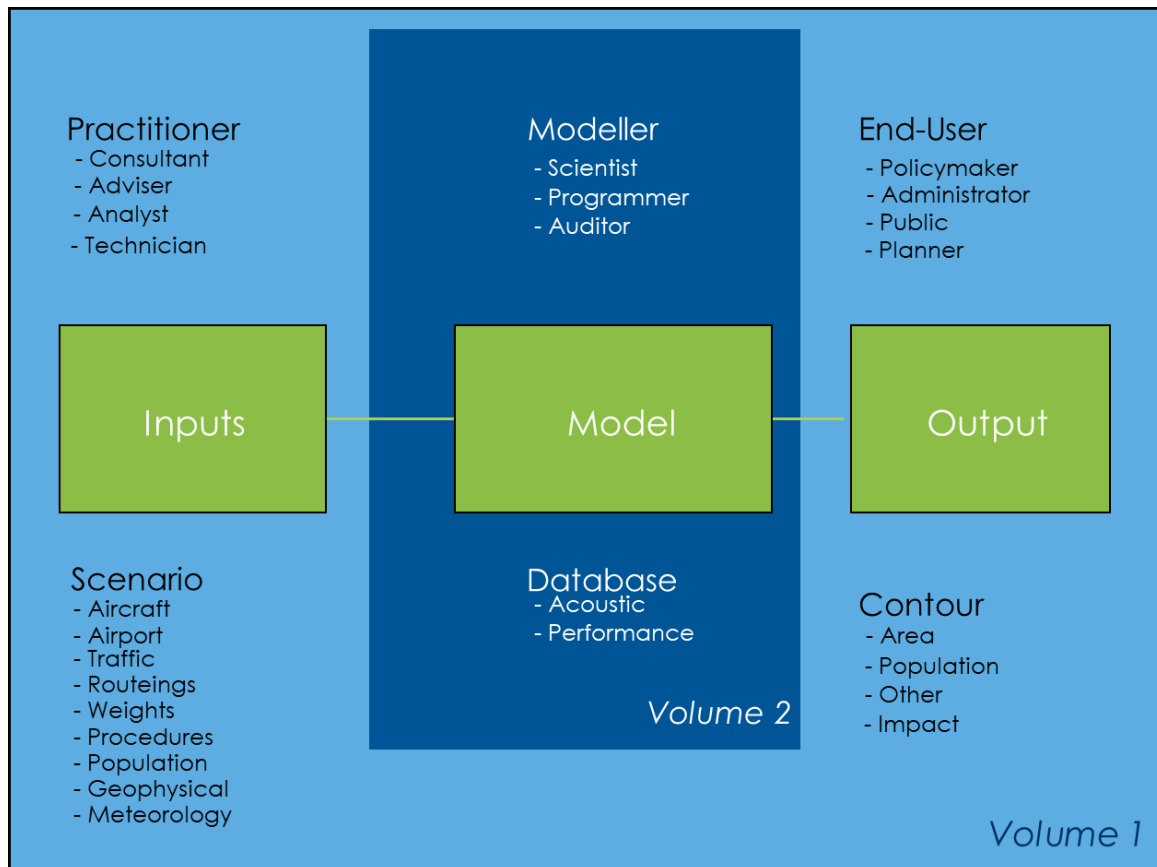 Practitioner
- Consultant
- Adviser
- Analyst
- Technician
Modeller
- Scientist
- Programmer
- Auditor
End-User
- Policymaker
- Administrator
- Public
- Planner
Inputs
Model
Output
Scenario
- Aircraft
- Airport
- Traffic
- Routeings
- Weights
- Procedures
- Population
- Geophysical
- Meteorology
Database
- Acoustic
- Performance
Volume 2
Contour
- Area
- Population
- Other
- Impact
Volume 1